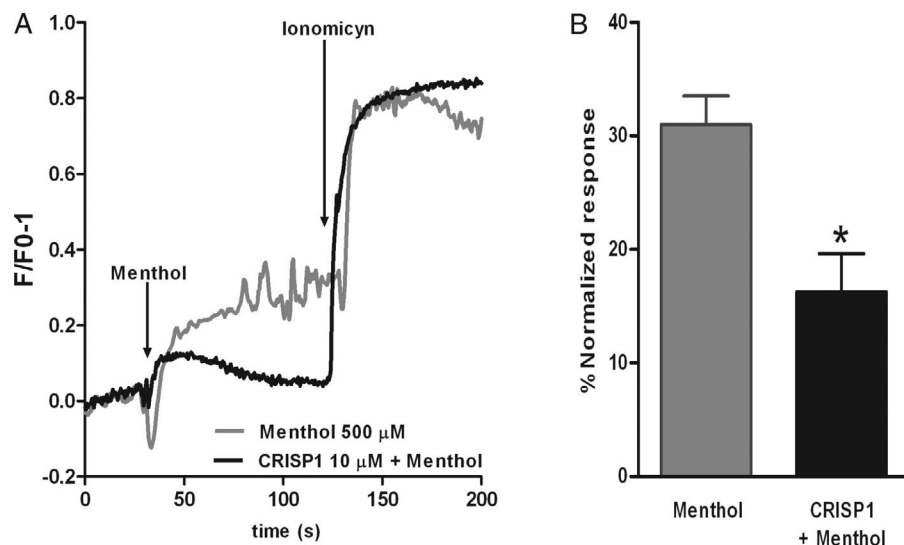 A
B
Ionomicyn
Menthol
F/F0-1
1.0
0.8
0.6
0.4
0.2
0.0
-0.2
Menthol 500 μM
CRISP1 10 μM + Menthol
0 50 100 150 200
time (s)
% Normalized response
40
30
20
10
0
*
Menthol
CRISP1
+ Menthol